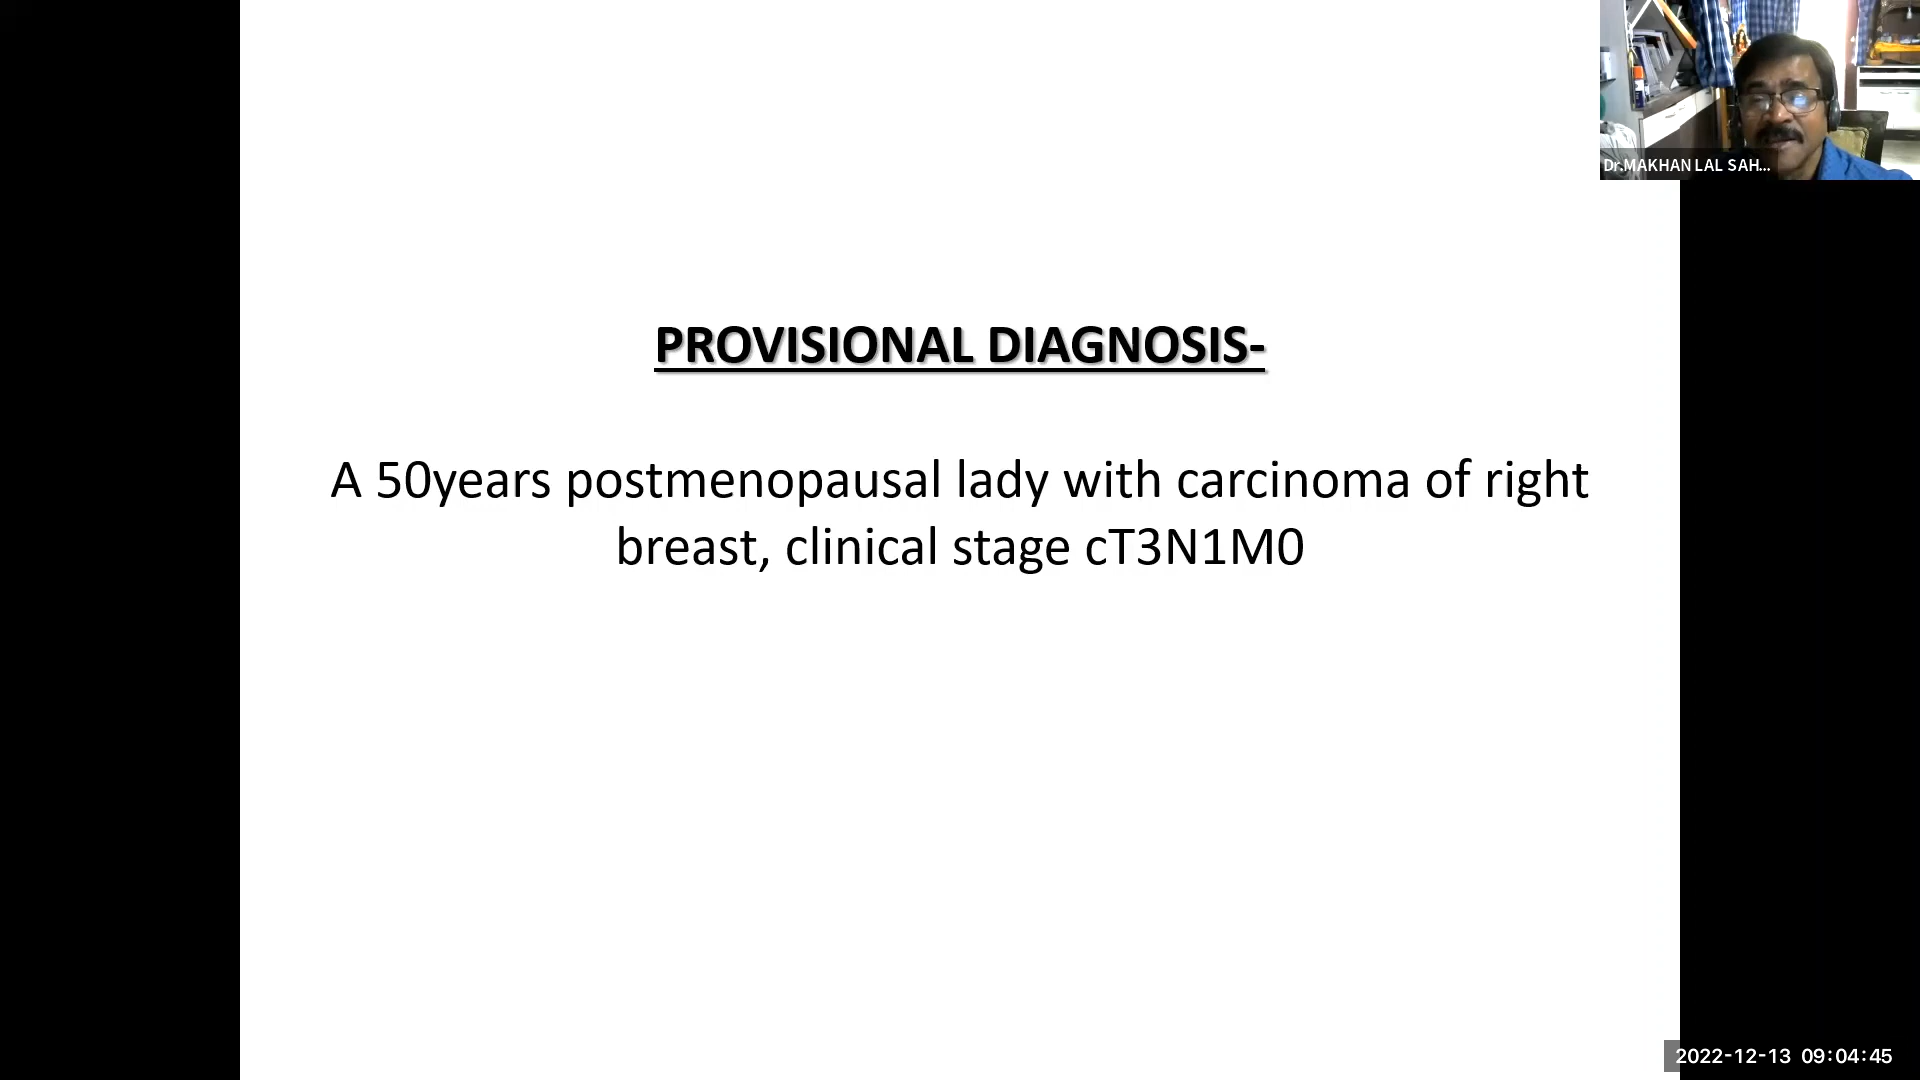 Dr.MAKHAN LAL SAH...
PROVISIONAL DIAGNOSIS-
A 50years postmenopausal lady with carcinoma of right
breast, clinical stage cT3N1M0
2022-12-13 09:04:45